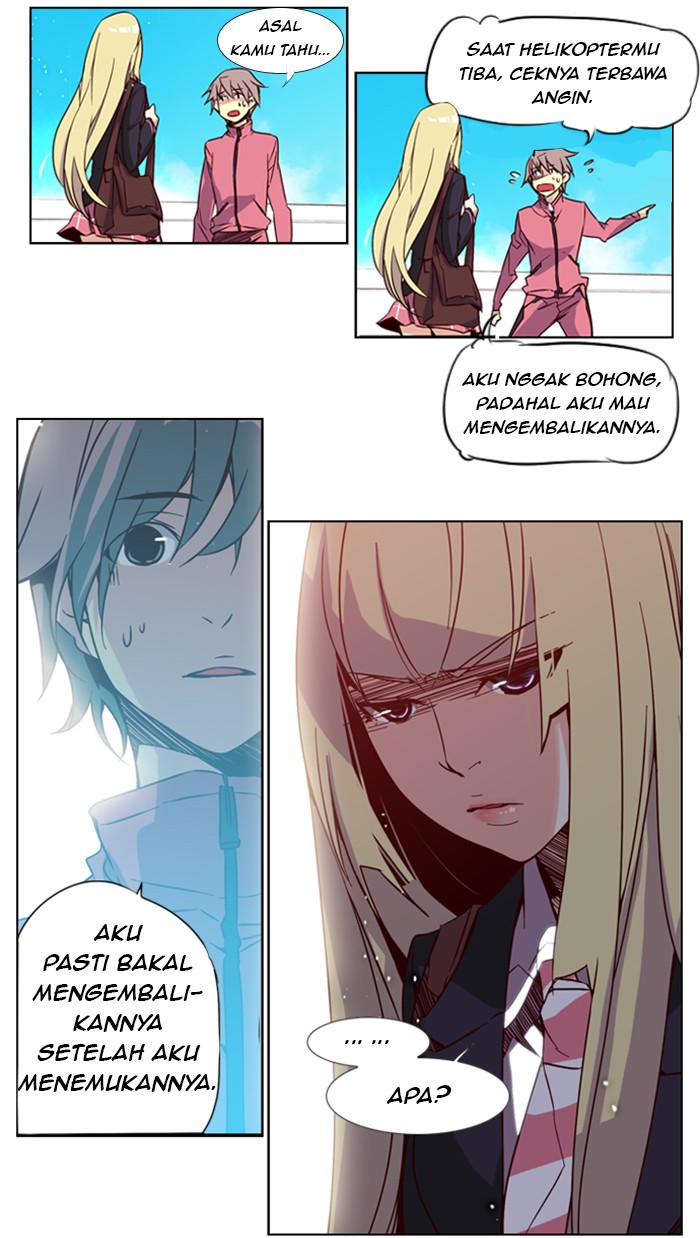 ASAL
KAMU TAHU...
SAAT HELIKOPTERMU
TIBA, CEKNYA TERBAWA
ANGIN.
AKU NGGAK BOHONG,
PADAHAL AKU MAU
MENGEMBALIKANNYA.
AKU
PASTI BAKAL
MENGEMBALI-
KANNYA
SETELAH AKU
MENEMUKANNYA.
... ...
APA?